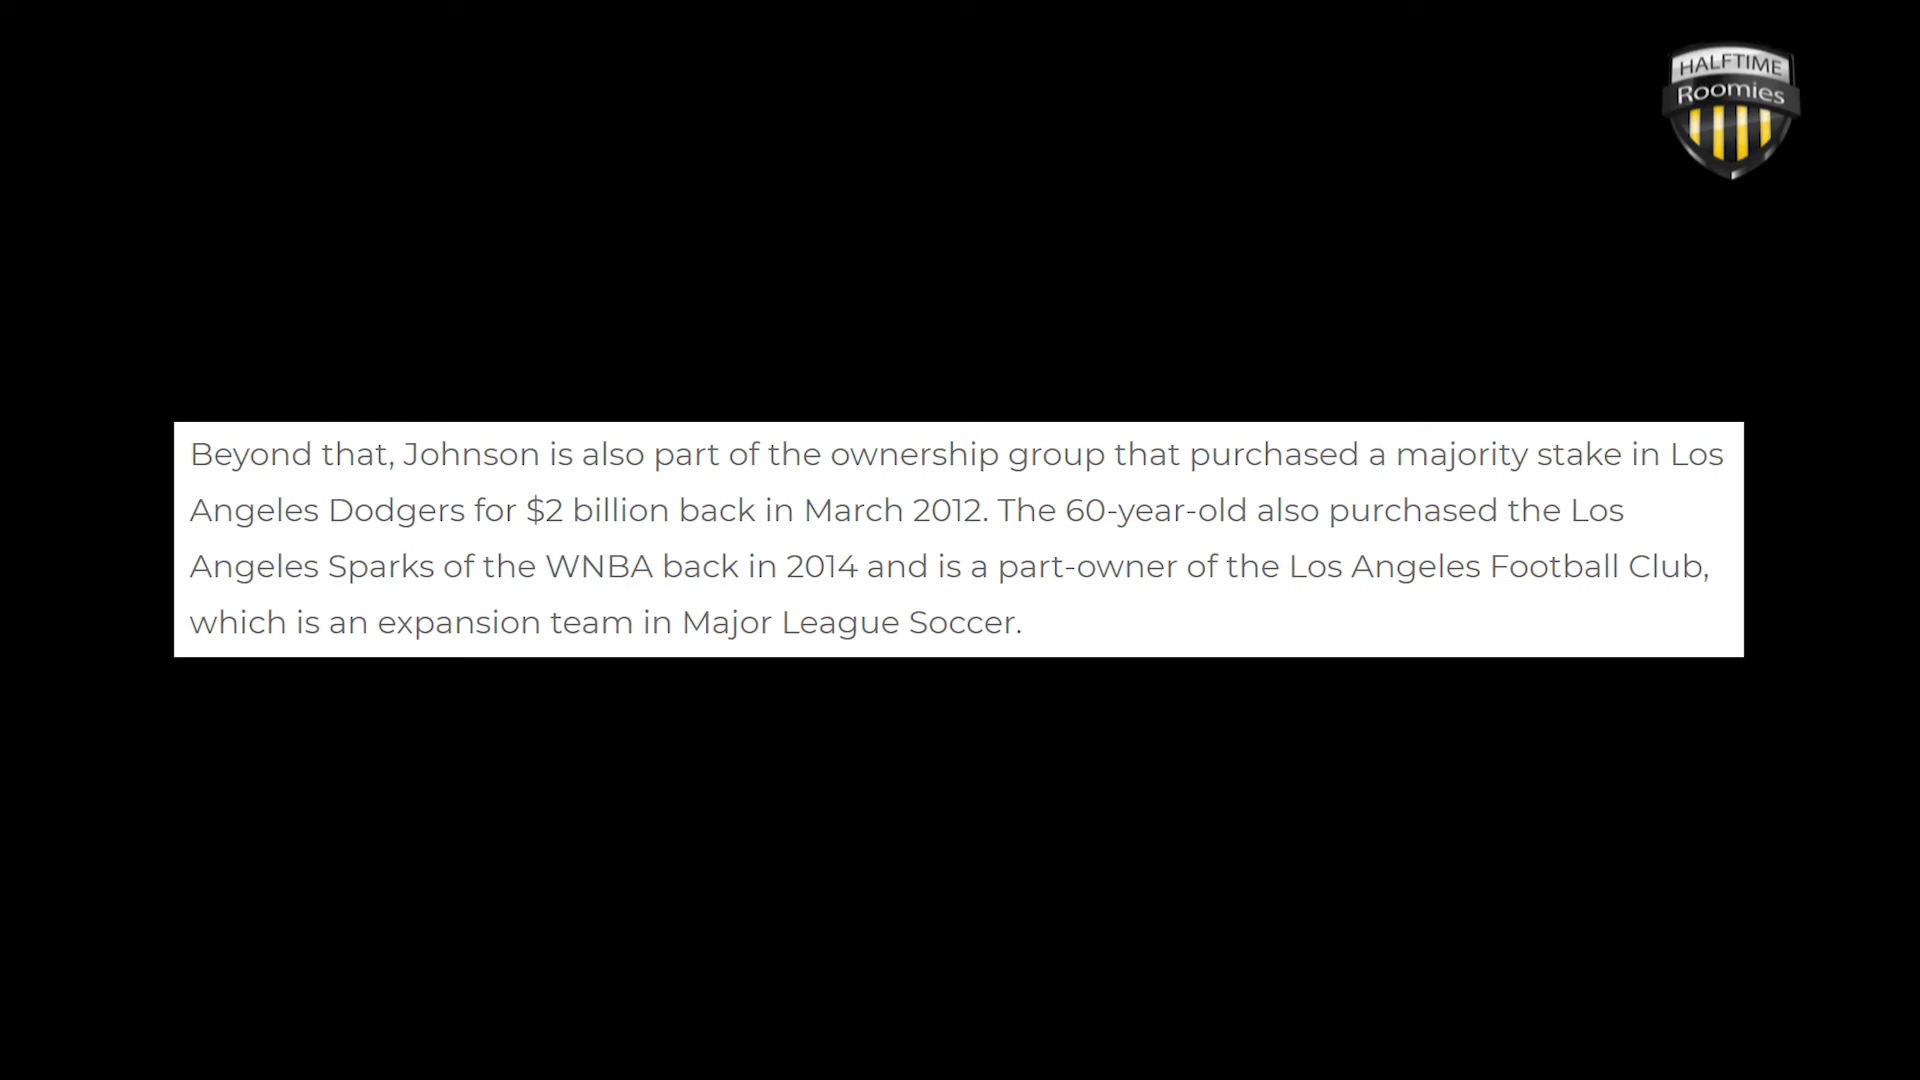 HALFTIME
Roomies
Beyond that, Johnson is also part of the ownership group that purchased a majority stake in Los
Angeles Dodgers for $2 billion back in March 2012. The 60-year-old also purchased the Los
Angeles Sparks of the WNBA back in 2014 and is a part-owner of the Los Angeles Football Club,
which is an expansion team in Major League Soccer.